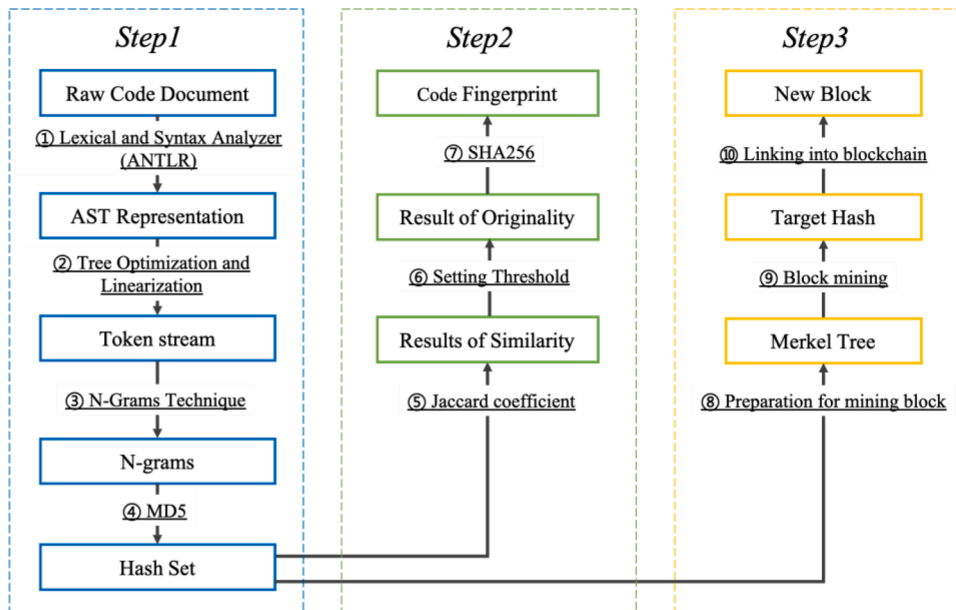 Step1
Raw Code Document
① Lexical and Syntax Analyzer
(ANTLR)
AST Representation
② Tree Optimization and
Linearization
Token stream
③ N-Grams Technique
N-grams
④ MD5
Hash Set
Step2
Code Fingerprint
⑦ SHA256
Result of Originality
⑥ Setting Threshold
Results of Similarity
⑤ Jaccard coefficient
Step3
New Block
⑩ Linking into blockchain
Target Hash
⑨ Block mining
Merkel Tree
⑧ Preparation for mining block